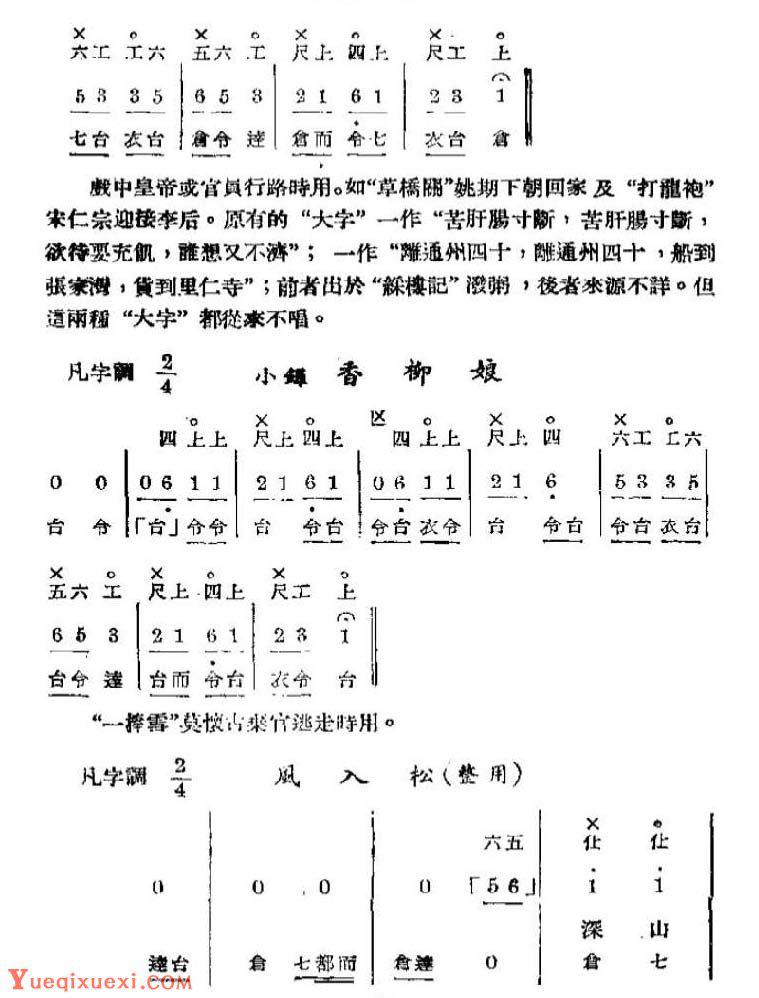 × ○ × ○ × ○ × ○
六工 工六 五六工 尺上 四上 尺工 上
5 3 3 5 | 6 5 3 | 2 1 6 1 | 2 3 1
七台衣台 倉令達 倉而令七 衣台倉
戲中皇帝或官員行路時用。如“草橋關”姚期下朝回家及“打龍袍”
宋仁宗迎接李后。原有的“大字”一作“苦肝腸寸斷，苦肝腸寸斷，
欲待要充飢，誰想又不濟”；一作“離通州四十，離通州四十，船到
張家灣，貨到里仁寺”；前者出於“綵樓記”潑粥，後者來源不詳。但
這兩種“大字”都從來不唱。
凡字調 2/4 小鑼 香柳娘
○ × ○ 区 ○ × ○ × ○
四上上 尺上四上 四上上 尺上四 六工工六
0 0 | 0 6 1 1 | 2 1 6 1 | 0 6 1 1 | 2 1 6 | 5 3 3 5
台 令 「台」令令 台 令台 令台衣令 台 令台 令台衣台
× ○ × ○ × ○
五六工 尺上四上 尺工上
6 5 3 | 2 1 6 1 | 2 3 1
台令達 台而令台 衣令台
“一捧雪”莫懷古棄官逃走時用。
凡字調 2/4 風入松（整用）
× ○
六五 仩 仩
0 | 0 0 | 0 「5 6」 | 1 1
深 山
達台 倉 七都而 倉達 0 倉 七
Yueqixuexi.com